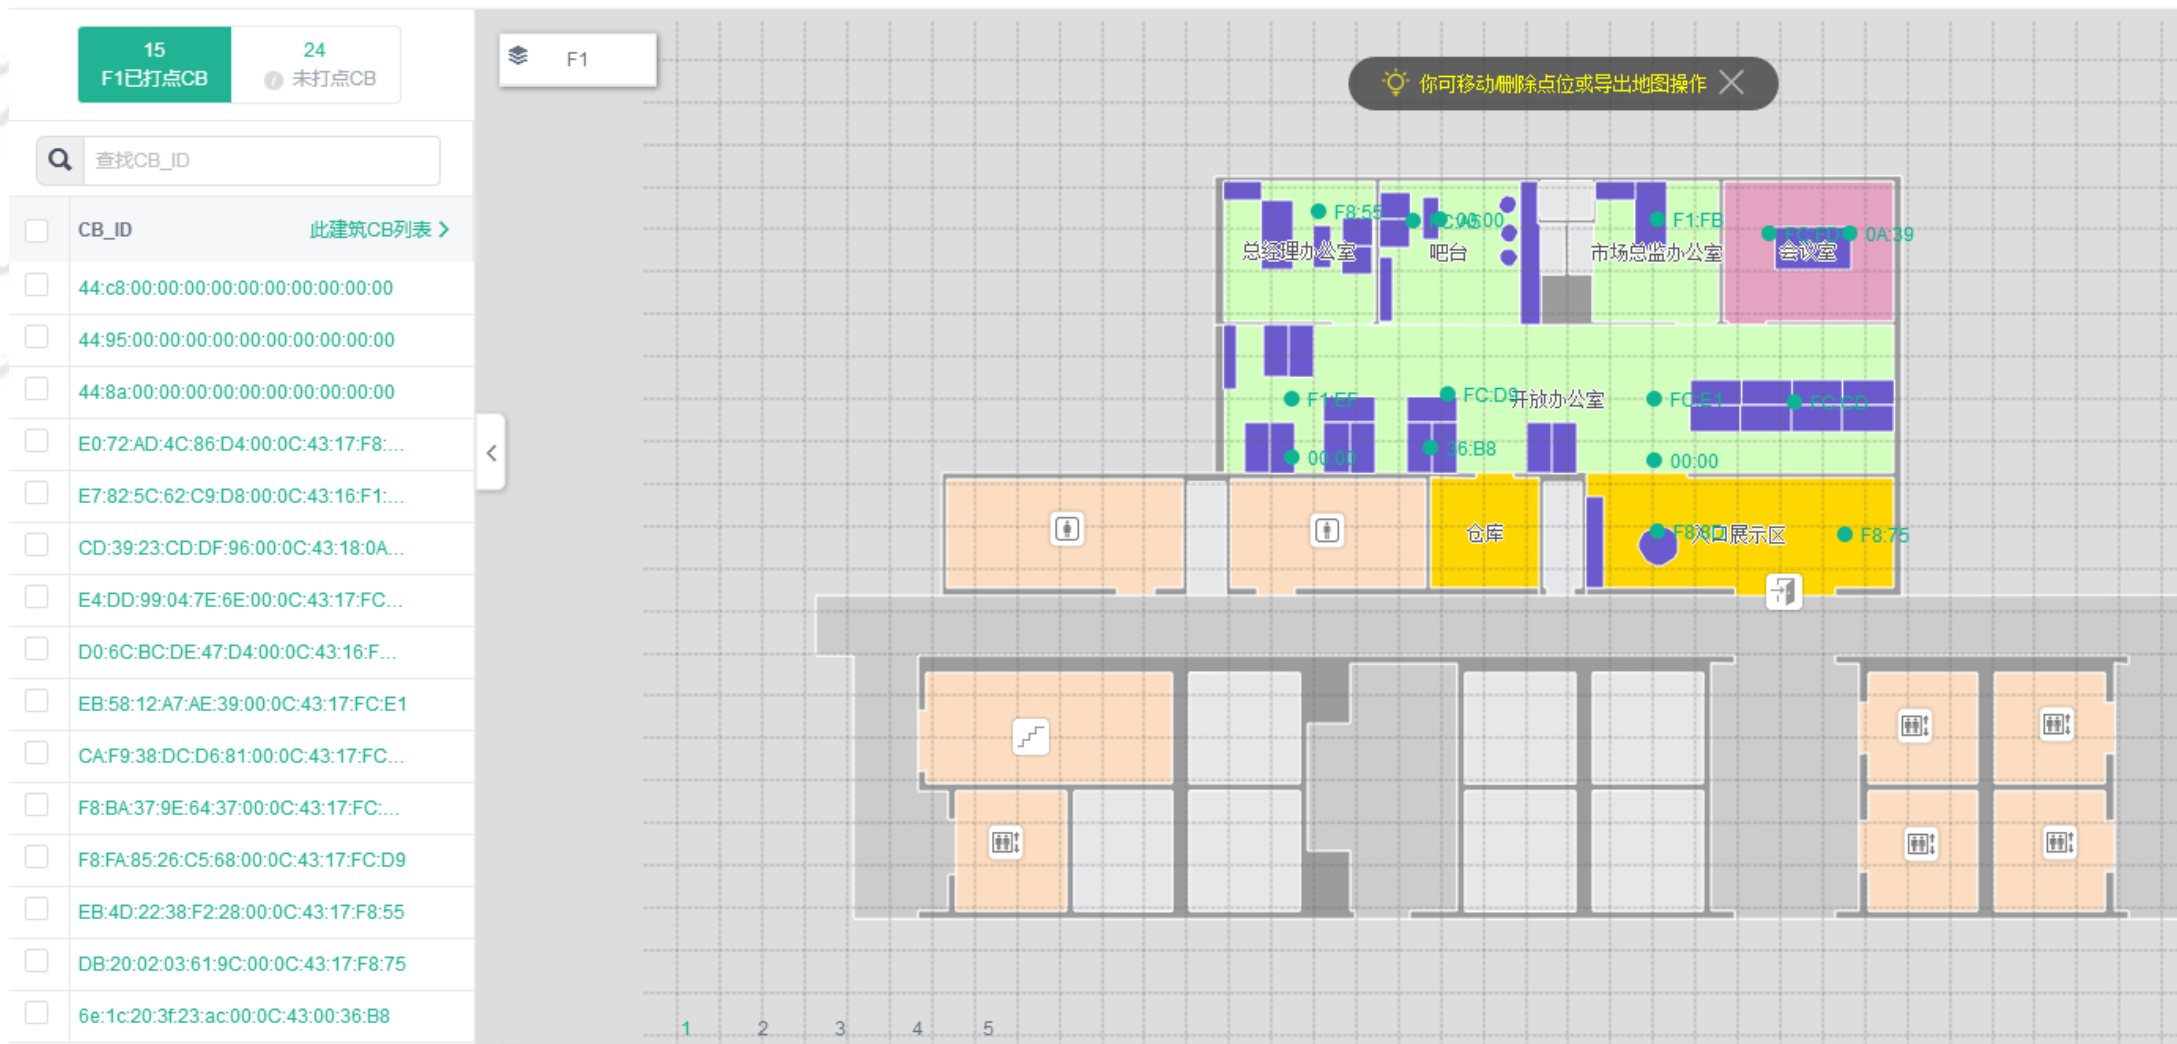 15
F1已打点CB
24
未打点CB
查找CB_ID
CB_ID
此建筑CB列表
44:c8:00:00:00:00:00:00:00:00:00:00
44:95:00:00:00:00:00:00:00:00:00:00
44:8a:00:00:00:00:00:00:00:00:00:00
E0:72:AD:4C:86:D4:00:0C:43:17:F8:...
E7:82:5C:62:C9:D8:00:0C:43:16:F1:...
CD:39:23:CD:DF:96:00:0C:43:18:0A...
E4:DD:99:04:7E:6E:00:0C:43:17:FC...
D0:6C:BC:DE:47:D4:00:0C:43:16:F...
EB:58:12:A7:AE:39:00:0C:43:17:FC:E1
CA:F9:38:DC:D6:81:00:0C:43:17:FC...
F8:BA:37:9E:64:37:00:0C:43:17:FC:...
F8:FA:85:26:C5:68:00:0C:43:17:FC:D9
EB:4D:22:38:F2:28:00:0C:43:17:F8:55
DB:20:02:03:61:9C:00:0C:43:17:F8:75
6e:1c:20:3f:23:ac:00:0C:43:00:36:B8
F1
你可移动/删除点位或导出地图操作
F8:55
00:00
F1:FB
0A:39
总经理办公室
吧台
市场总监办公室
会议室
F1:EF
FC:D9
开放办公室
FC:E1
FC:CD
00:00
36:B8
00:00
仓库
F8:8D
入口展示区
F8:75
1
2
3
4
5